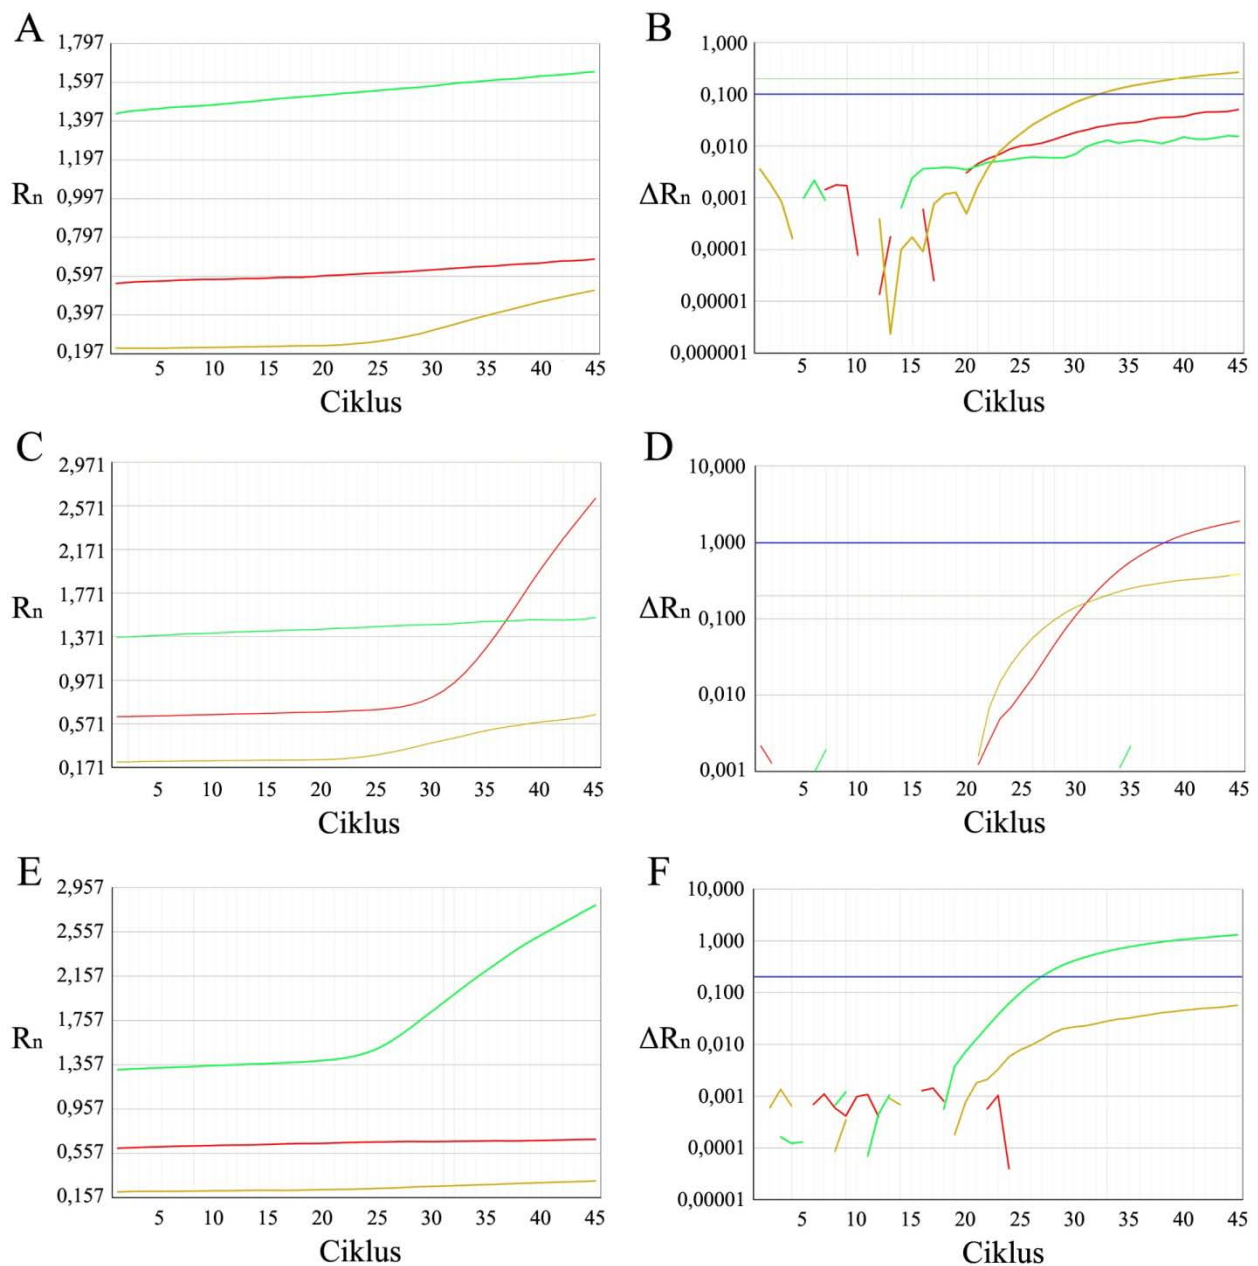 A
1,797
1,597
1,397
1,197
0,997
0,797
0,597
0,397
0,197
Rn
5 10 15 20 25 30 35 40 45
Ciklus
B
1,000
0,100
0,010
0,001
0,0001
0,00001
0,000001
ΔRn
5 10 15 20 25 30 35 40 45
Ciklus
C
2,971
2,571
2,171
1,771
1,371
0,971
0,571
0,171
Rn
5 10 15 20 25 30 35 40 45
Ciklus
D
10,000
1,000
0,100
0,010
0,001
ΔRn
5 10 15 20 25 30 35 40 45
Ciklus
E
2,957
2,557
2,157
1,757
1,357
0,957
0,557
0,157
Rn
5 10 15 20 25 30 35 40 45
Ciklus
F
10,000
1,000
0,100
0,010
0,001
0,0001
0,00001
ΔRn
5 10 15 20 25 30 35 40 45
Ciklus